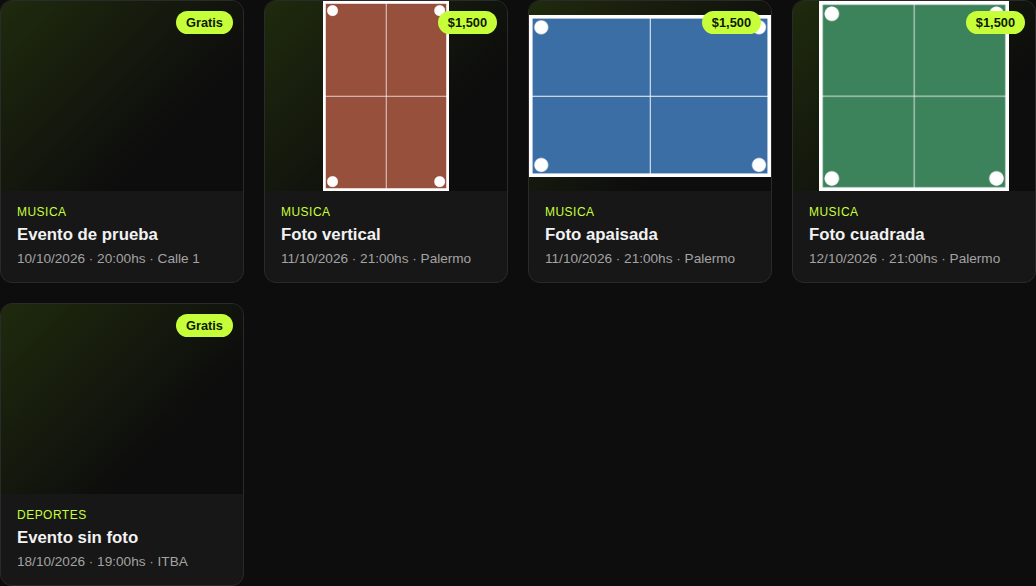 Gratis
MUSICA
Evento de prueba
10/10/2026 · 20:00hs · Calle 1
$1,500
MUSICA
Foto vertical
11/10/2026 · 21:00hs · Palermo
$1,500
MUSICA
Foto apaisada
11/10/2026 · 21:00hs · Palermo
$1,500
MUSICA
Foto cuadrada
12/10/2026 · 21:00hs · Palermo
Gratis
DEPORTES
Evento sin foto
18/10/2026 · 19:00hs · ITBA